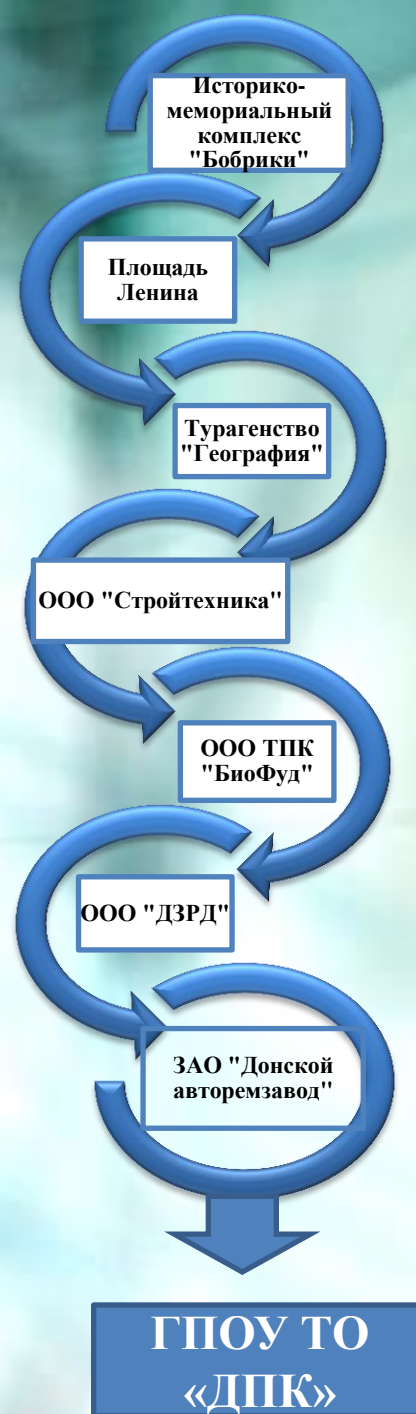 Историко-
мемориальный
комплекс
"Бобрики"
Площадь
Ленина
Турагенство
"География"
ООО "Стройтехника"
ООО ТПК
"БиоФуд"
ООО "ДЗРД"
ЗАО "Донской
авторемзавод"
ГПОУ ТО
«ДПК»